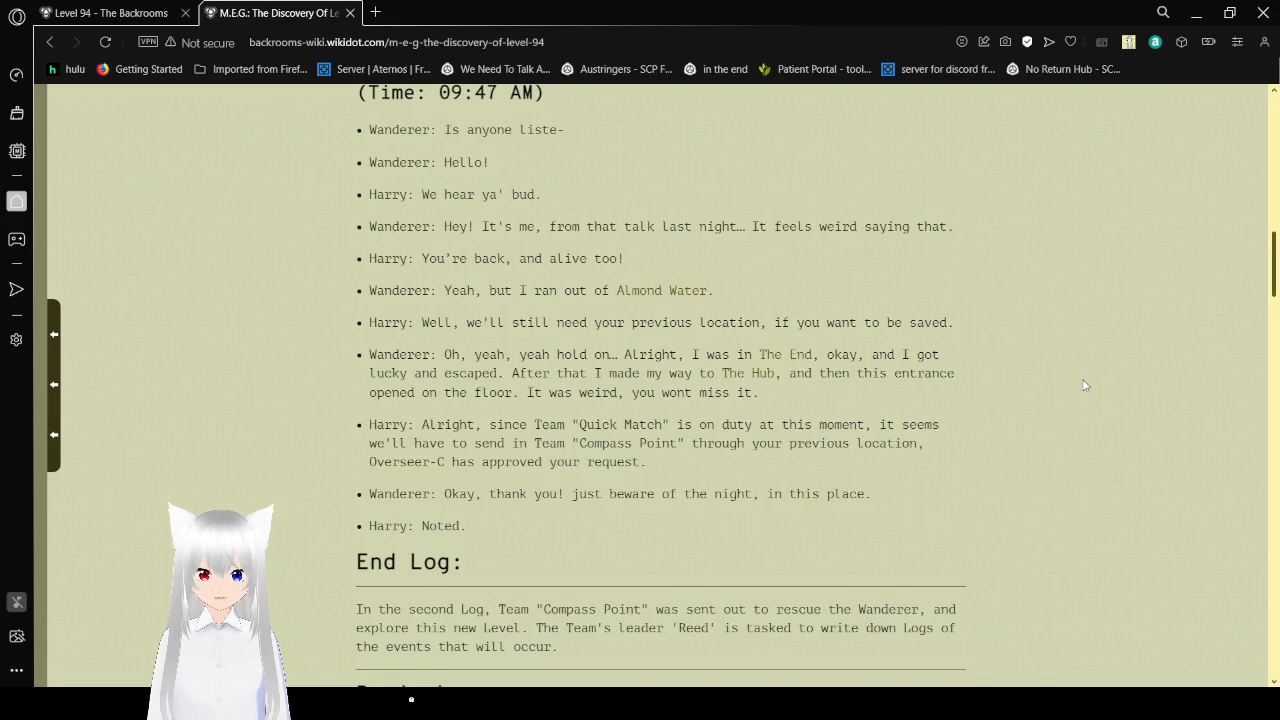 Level 94 - The Backrooms
M.E.G.: The Discovery Of Le
VPN
Not secure
backrooms-wiki.wikidot.com/m-e-g-the-discovery-of-level-94
hulu
Getting Started
Imported from Firef...
Server | Aternos | Fr...
We Need To Talk A...
Austringers - SCP F...
in the end
Patient Portal - tool...
server for discord fr...
No Return Hub - SC...
(Time: 09:47 AM)
• Wanderer: Is anyone liste-
• Wanderer: Hello!
• Harry: We hear ya' bud.
• Wanderer: Hey! It's me, from that talk last night… It feels weird saying that.
• Harry: You’re back, and alive too!
• Wanderer: Yeah, but I ran out of Almond Water.
• Harry: Well, we'll still need your previous location, if you want to be saved.
• Wanderer: Oh, yeah, yeah hold on… Alright, I was in The End, okay, and I got
lucky and escaped. After that I made my way to The Hub, and then this entrance
opened on the floor. It was weird, you wont miss it.
• Harry: Alright, since Team "Quick Match" is on duty at this moment, it seems
we'll have to send in Team "Compass Point" through your previous location,
Overseer-C has approved your request.
• Wanderer: Okay, thank you! just beware of the night, in this place.
• Harry: Noted.
End Log:
In the second Log, Team "Compass Point" was sent out to rescue the Wanderer, and
explore this new Level. The Team's leader 'Reed' is tasked to write down Logs of
the events that will occur.